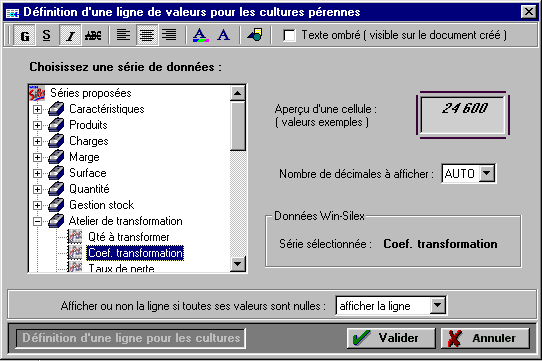 Définition d'une ligne de valeurs pour les cultures pérennes
G S I ABC A A Texte ombré ( visible sur le document créé )
Choisissez une série de données :
Séries proposées
Caractéristiques
Produits
Charges
Marge
Surface
Quantité
Gestion stock
Atelier de transformation
Qté à transformer
Coef. transformation
Taux de perte
Aperçu d'une cellule :
( valeurs exemples )
24 600
Nombre de décimales à afficher : AUTO
Données Win-Silex
Série sélectionnée : Coef. transformation
Afficher ou non la ligne si toutes ses valeurs sont nulles : afficher la ligne
Définition d'une ligne pour les cultures
Valider
Annuler